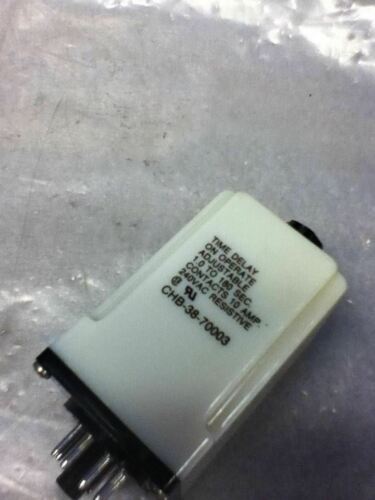 TIME DELAY
ON OPERATE
ADJUSTABLE
1.0 TO 180 SEC.
CONTACTS 10 AMP.
240VAC RESISTIVE
CHB-38-70003